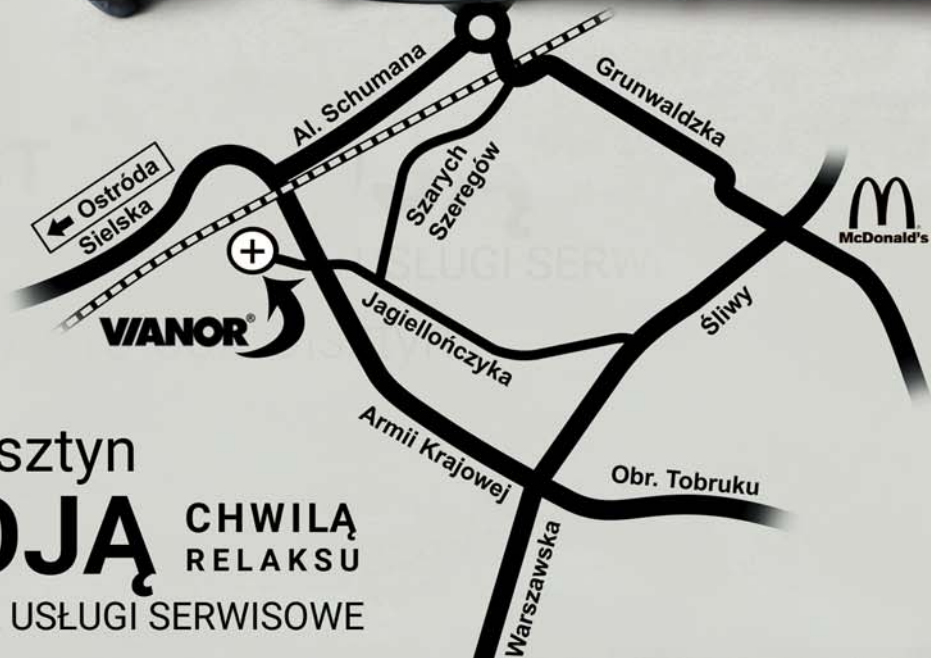 Al. Schumana
Grunwaldzka
Ostróda
Sielska
Szarych
Szeregów
McDonald's
VIANOR®
Jagiellończyka
Śliwy
Armii Krajowej
Obr. Tobruku
Warszawska
sztyn
OJĄ CHWILĄ
RELAKSU
USŁUGI SERWISOWE